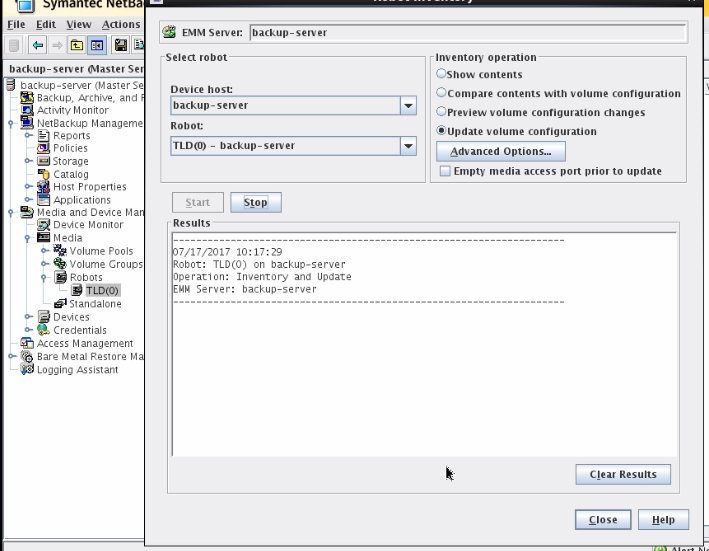 Symantec NetBa
File Edit View Actions
backup-server (Master Ser
backup-server (Master Se
Backup, Archive, and R
Activity Monitor
NetBackup Manageme
Reports
Policies
Storage
Catalog
Host Properties
Applications
Media and Device Man
Device Monitor
Media
Volume Pools
Volume Groups
Robots
TLD(0)
Standalone
Devices
Credentials
Access Management
Bare Metal Restore Ma
Logging Assistant
Robot Inventory
EMM Server: backup-server
Select robot
Device host:
backup-server
Robot:
TLD(0) - backup-server
Inventory operation
Show contents
Compare contents with volume configuration
Preview volume configuration changes
Update volume configuration
Advanced Options...
Empty media access port prior to update
Start Stop
Results
--------------------------------------------------------------------
07/17/2017 10:17:29
Robot: TLD(0) on backup-server
Operation: Inventory and Update
EMM Server: backup-server
--------------------------------------------------------------------
Clear Results
Close Help
Alert No